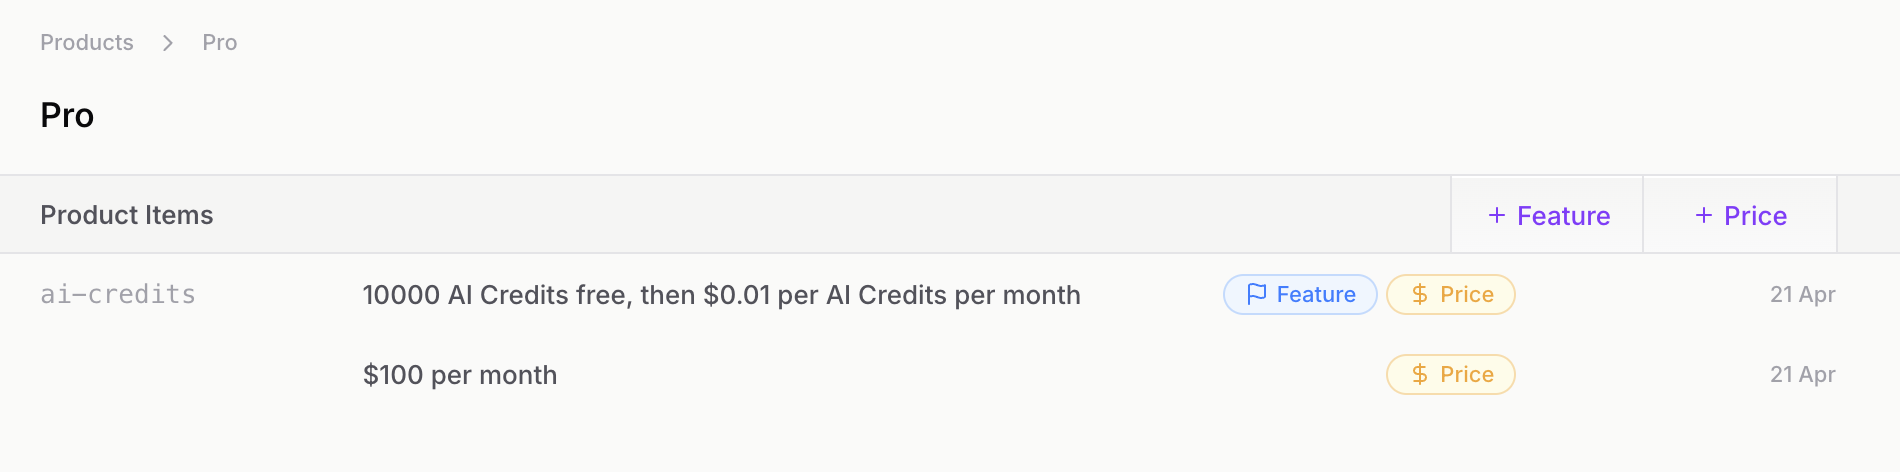 Products > Pro
Pro
Product Items + Feature + Price
ai-credits 10000 AI Credits free, then $0.01 per AI Credits per month Feature $ Price 21 Apr
$100 per month $ Price 21 Apr